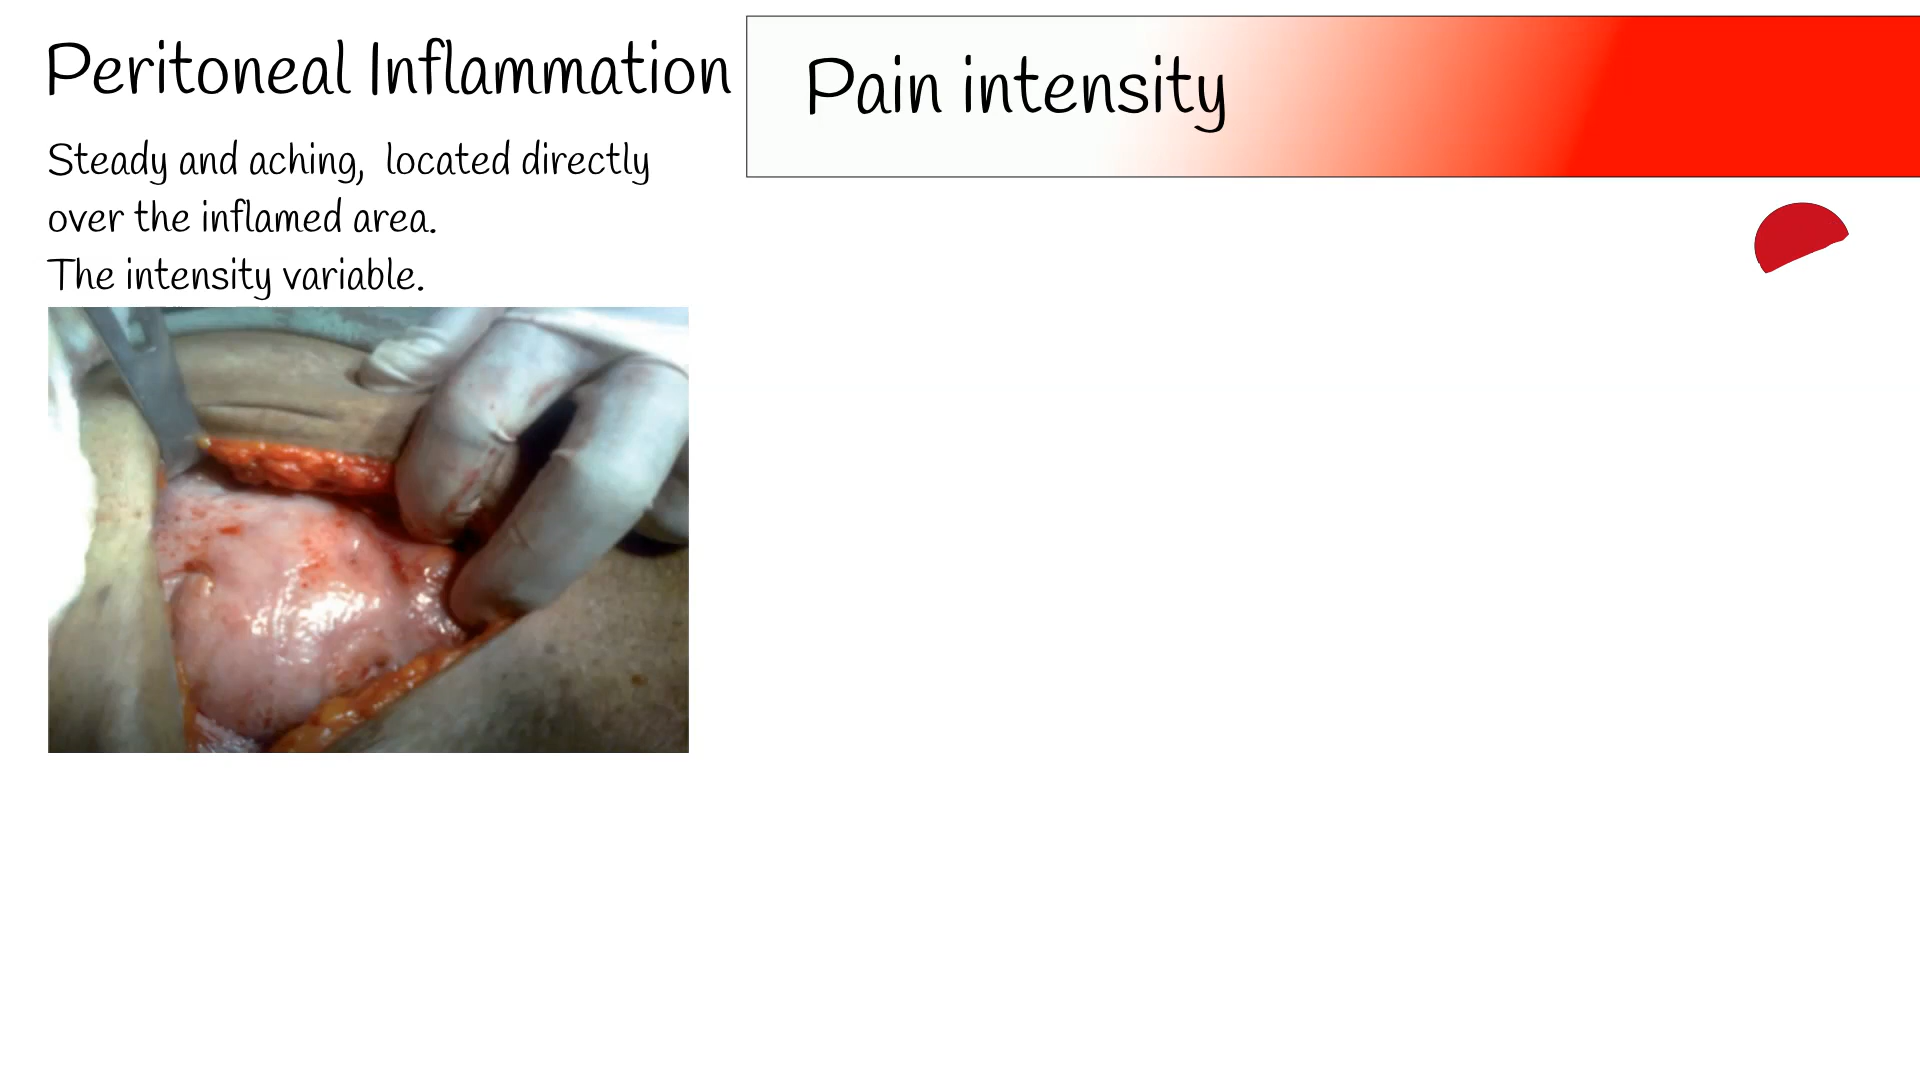 Peritoneal Inflammation
Pain intensity
Steady and aching, located directly
over the inflamed area.
The intensity variable.